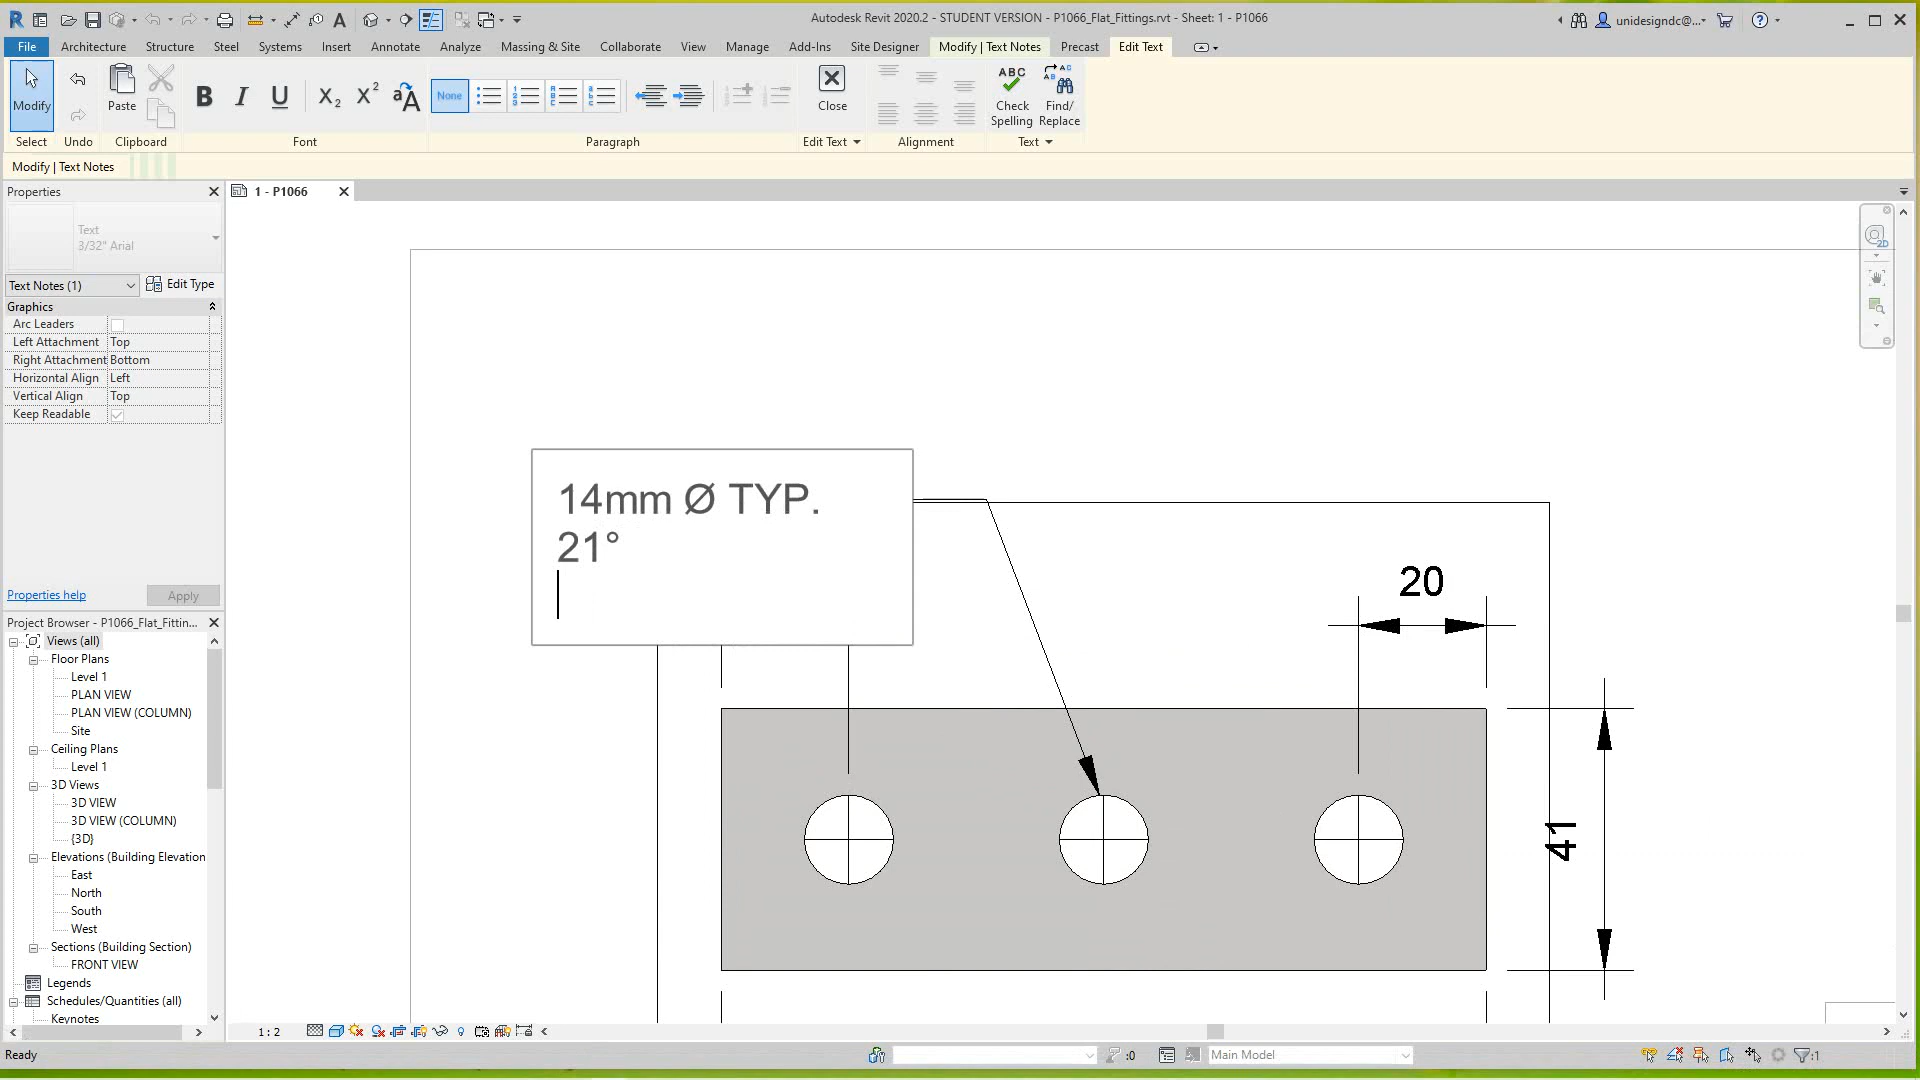 Autodesk Revit 2020.2 - STUDENT VERSION - P1066_Flat_Fittings.rvt - Sheet: 1 - P1066
unidesigndc@...
File Architecture Structure Steel Systems Insert Annotate Analyze Massing & Site Collaborate View Manage Add-Ins Site Designer Modify | Text Notes Precast Edit Text
Modify
Paste
B I U X2 X2 aA
None
Close
ABC
Check Spelling
Find/ Replace
Select Undo Clipboard Font Paragraph Edit Text Alignment Text
Modify | Text Notes
Properties
1 - P1066
Text
3/32" Arial
Text Notes (1) Edit Type
Graphics
Arc Leaders
Left Attachment Top
Right Attachment Bottom
Horizontal Align Left
Vertical Align Top
Keep Readable
Properties help Apply
Project Browser - P1066_Flat_Fittin...
Views (all)
Floor Plans
Level 1
PLAN VIEW
PLAN VIEW (COLUMN)
Site
Ceiling Plans
Level 1
3D Views
3D VIEW
3D VIEW (COLUMN)
{3D}
Elevations (Building Elevation
East
North
South
West
Sections (Building Section)
FRONT VIEW
Legends
Schedules/Quantities (all)
Keynotes
2D
14mm Ø TYP.
21°
20
41
1 : 2
Ready
:0
Main Model
:1